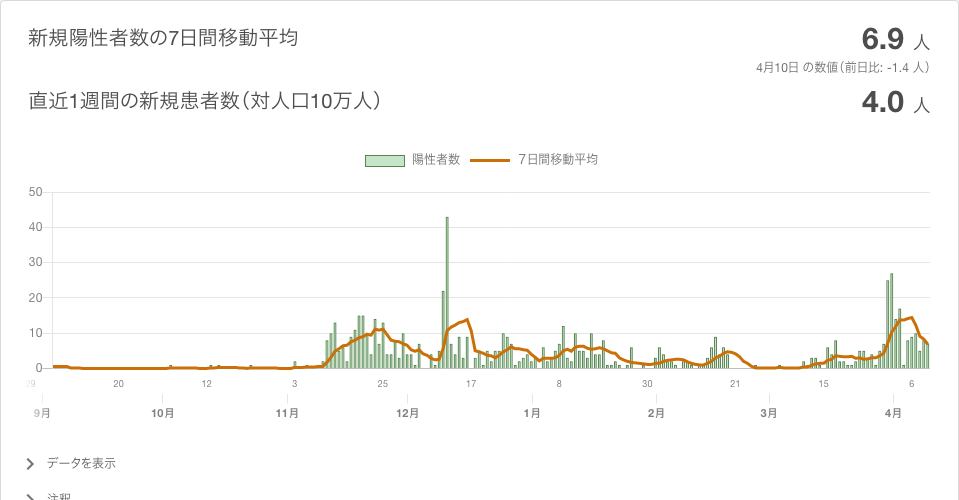 新規陽性者数の7日間移動平均
6.9 人
4月10日 の数値（前日比: -1.4 人）
直近1週間の新規患者数（対人口10万人）
4.0 人
陽性者数 7日間移動平均
50
40
30
20
10
0
29 20 12 3 25 17 8 30 21 15 6
9月 10月 11月 12月 1月 2月 3月 4月
データを表示
注釈